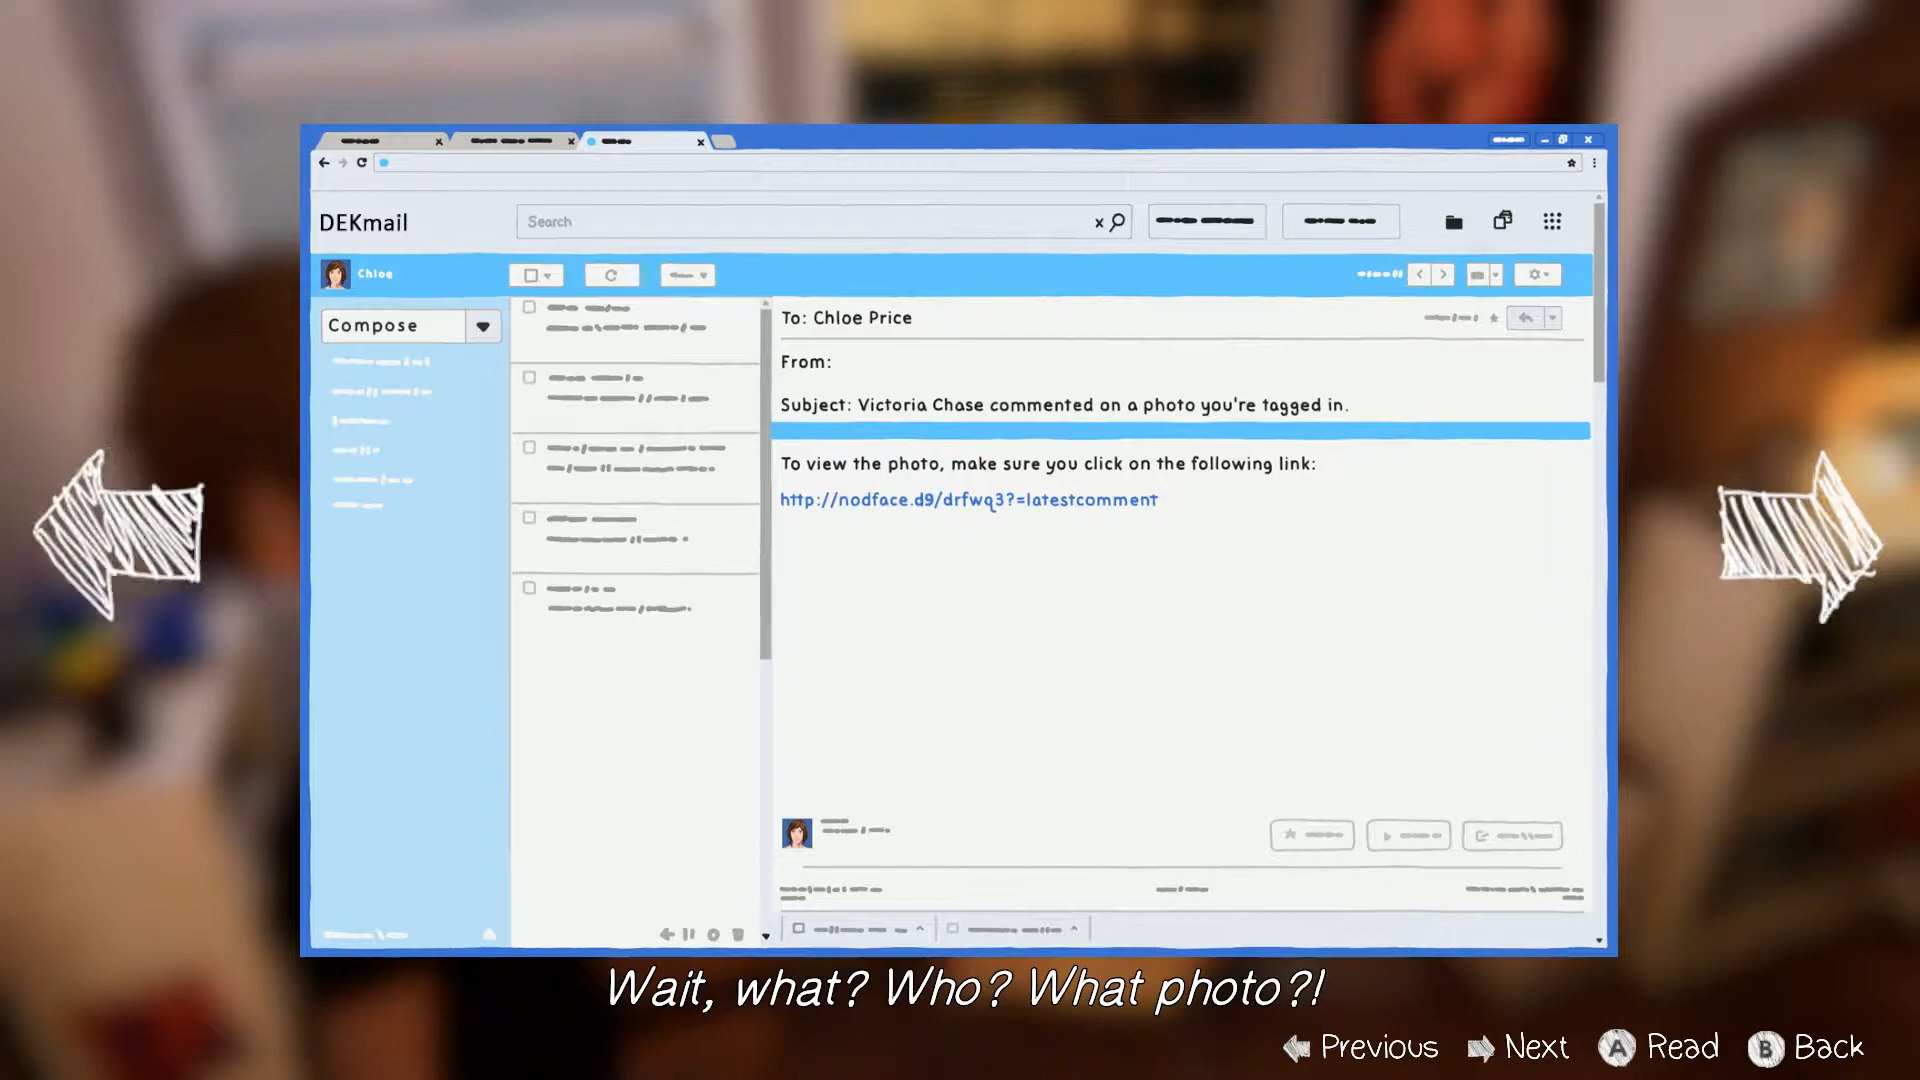 DEKmail
Search
Chloe
Compose
To: Chloe Price
From:
Subject: Victoria Chase commented on a photo you're tagged in.
To view the photo, make sure you click on the following link:
http://nodface.d9/drfwq3?=latestcomment
Wait, what? Who? What photo?!
Previous
Next
A Read
B Back